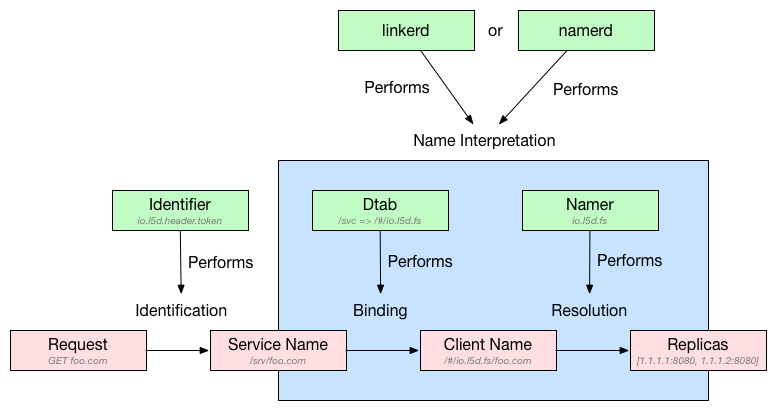 linkerd or namerd
Performs Performs
Name Interpretation
Identifier Dtab Namer
io.l5d.header.token /svc => /#/io.l5d.fs io.l5d.fs
Performs Performs Performs
Identification Binding Resolution
Request Service Name Client Name Replicas
GET foo.com /srv/foo.com /#/io.l5d.fs/foo.com [1.1.1.1:8080, 1.1.1.2:8080]